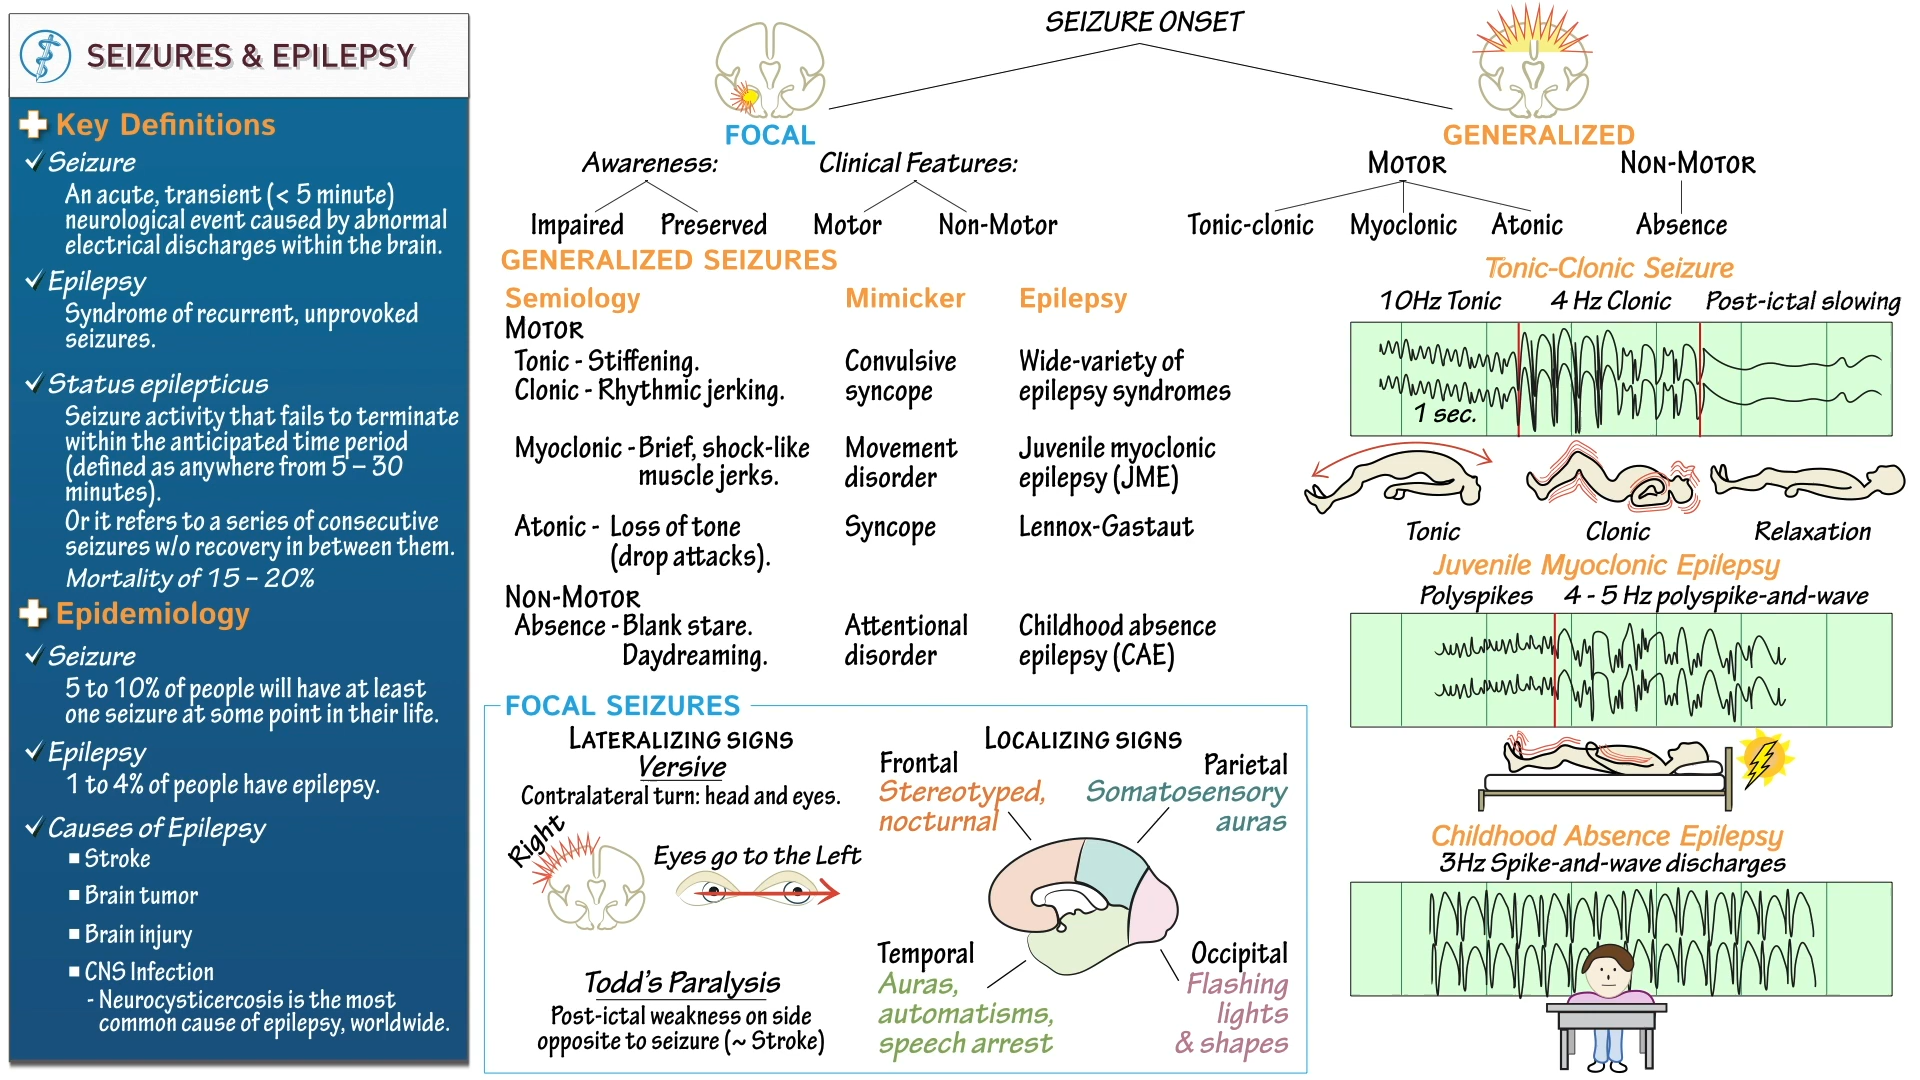 SEIZURES & EPILEPSY
Key Definitions
Seizure
An acute, transient (< 5 minute)
neurological event caused by abnormal
electrical discharges within the brain.
Epilepsy
Syndrome of recurrent, unprovoked
seizures.
Status epilepticus
Seizure activity that fails to terminate
within the anticipated time period
(defined as anywhere from 5 – 30
minutes).
Or it refers to a series of consecutive
seizures w/o recovery in between them.
Mortality of 15 – 20%
Epidemiology
Seizure
5 to 10% of people will have at least
one seizure at some point in their life.
Epilepsy
1 to 4% of people have epilepsy.
Causes of Epilepsy
Stroke
Brain tumor
Brain injury
CNS Infection
- Neurocysticercosis is the most
common cause of epilepsy, worldwide.
SEIZURE ONSET
FOCAL
Awareness: Clinical Features:
Impaired Preserved Motor Non-Motor
GENERALIZED
MOTOR NON-MOTOR
Tonic-clonic Myoclonic Atonic Absence
GENERALIZED SEIZURES
Semiology Mimicker Epilepsy
MOTOR
Tonic - Stiffening. Convulsive Wide-variety of
Clonic - Rhythmic jerking. syncope epilepsy syndromes
Myoclonic - Brief, shock-like Movement Juvenile myoclonic
muscle jerks. disorder epilepsy (JME)
Atonic - Loss of tone Syncope Lennox-Gastaut
(drop attacks).
NON-MOTOR
Absence - Blank stare. Attentional Childhood absence
Daydreaming. disorder epilepsy (CAE)
FOCAL SEIZURES
LATERALIZING SIGNS
Versive
Contralateral turn: head and eyes.
Right
Eyes go to the Left
Todd's Paralysis
Post-ictal weakness on side
opposite to seizure (~ Stroke)
LOCALIZING SIGNS
Frontal
Stereotyped,
nocturnal
Parietal
Somatosensory
auras
Temporal
Auras,
automatisms,
speech arrest
Occipital
Flashing
lights
& shapes
Tonic-Clonic Seizure
10Hz Tonic 4 Hz Clonic Post-ictal slowing
1 sec.
Tonic Clonic Relaxation
Juvenile Myoclonic Epilepsy
Polyspikes 4 - 5 Hz polyspike-and-wave
Childhood Absence Epilepsy
3Hz Spike-and-wave discharges